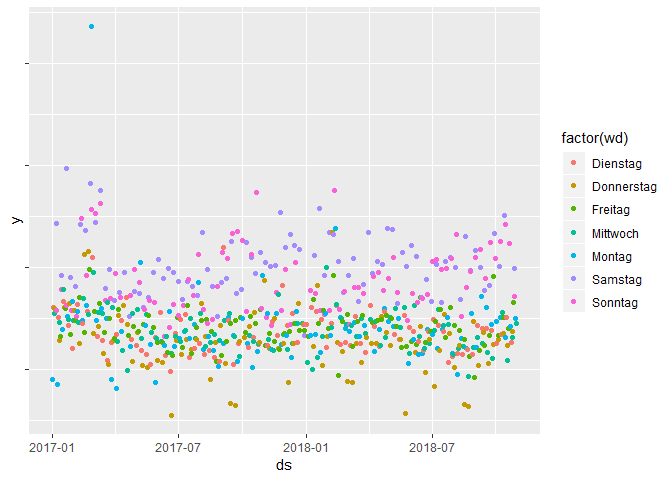 y
2017-01
2017-07
2018-01
2018-07
ds
factor(wd)
Dienstag
Donnerstag
Freitag
Mittwoch
Montag
Samstag
Sonntag